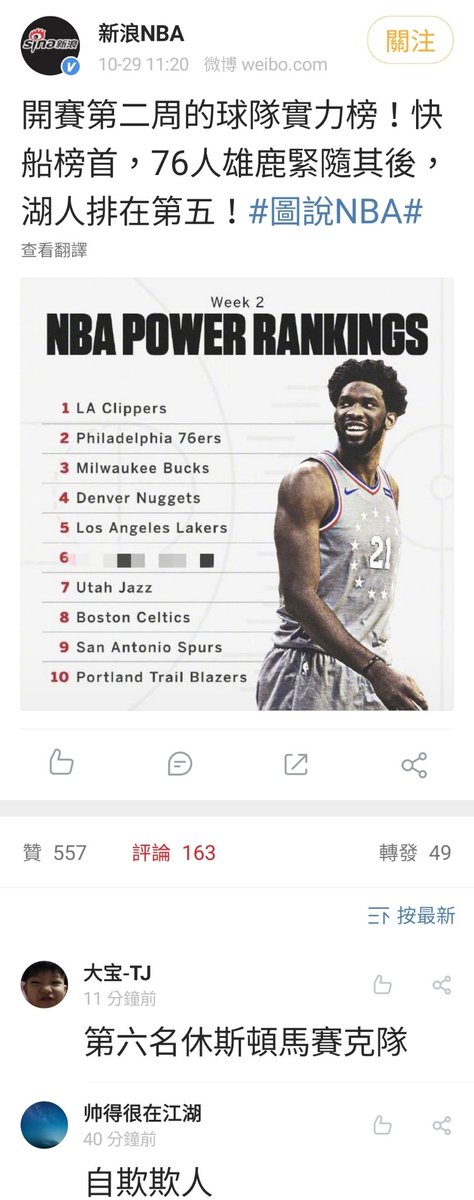 sina新浪
新浪NBA
10-29 11:20 微博 weibo.com
關注
開賽第二周的球隊實力榜！快
船榜首，76人雄鹿緊隨其後，
湖人排在第五！#圖說NBA#
查看翻譯
Week 2
NBA POWER RANKINGS
1 LA Clippers
2 Philadelphia 76ers
3 Milwaukee Bucks
4 Denver Nuggets
5 Los Angeles Lakers
6
7 Utah Jazz
8 Boston Celtics
9 San Antonio Spurs
10 Portland Trail Blazers
21
贊 557 評論 163 轉發 49
按最新
大宝-TJ
11 分鐘前
第六名休斯頓馬賽克隊
帅得很在江湖
40 分鐘前
自欺欺人